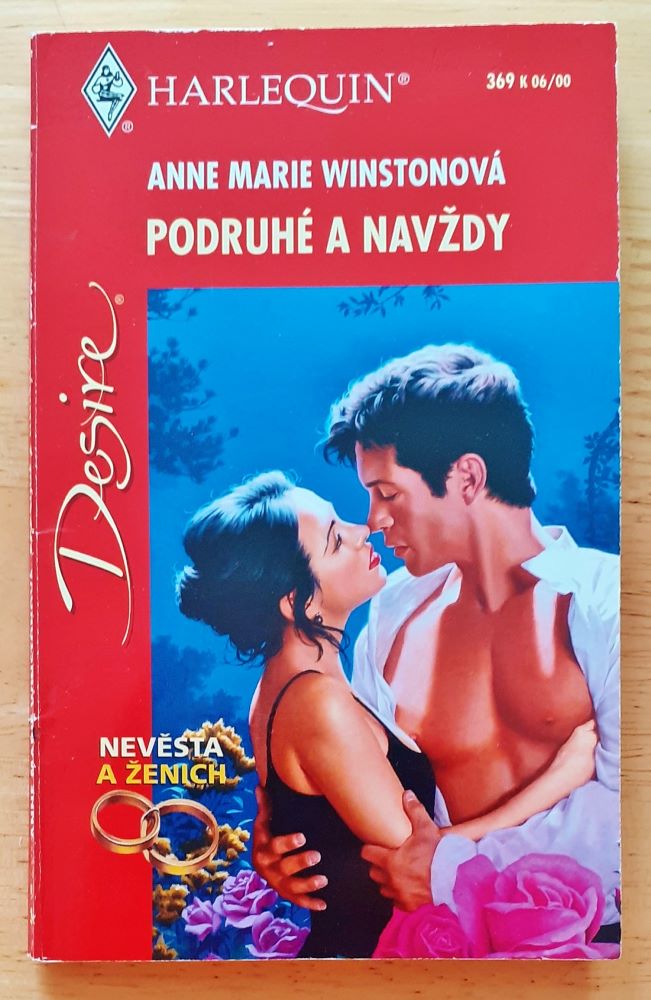 HARLEQUIN®
369 K 06/00
ANNE MARIE WINSTONOVÁ
PODRUHÉ A NAVŽDY
Desire®
NEVĚSTA
A ŽENICH